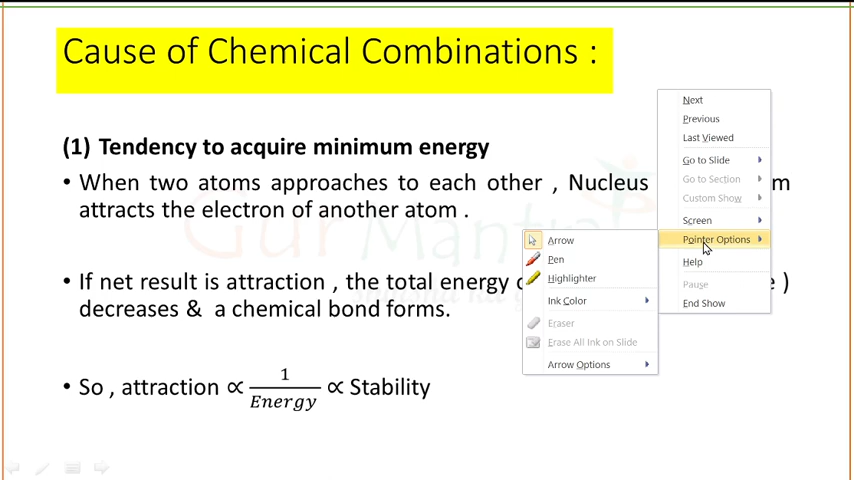 Cause of Chemical Combinations :
(1) Tendency to acquire minimum energy
• When two atoms approaches to each other , Nucleus m
attracts the electron of another atom .
• If net result is attraction , the total energy e )
decreases & a chemical bond forms.
• So , attraction ∝ 1/Energy ∝ Stability
Next
Previous
Last Viewed
Go to Slide
Go to Section
Custom Show
Screen
Pointer Options
Help
Pause
End Show
Arrow
Pen
Highlighter
Ink Color
Eraser
Erase All Ink on Slide
Arrow Options
Gur Mantra